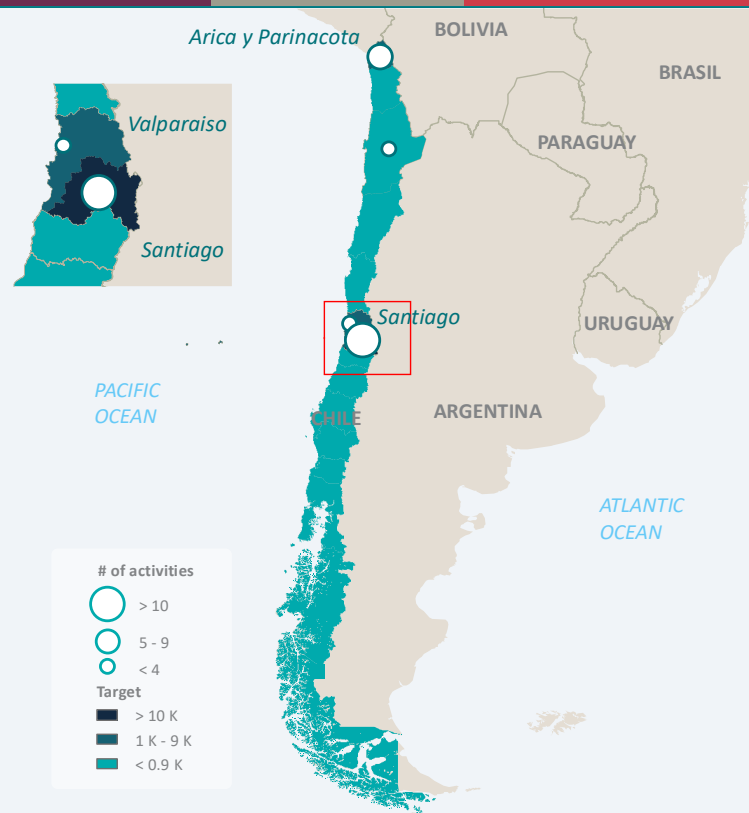 Arica y Parinacota
BOLIVIA
BRASIL
Valparaiso
PARAGUAY
Santiago
Santiago
URUGUAY
PACIFIC
OCEAN
CHILE
ARGENTINA
ATLANTIC
OCEAN
# of activities
> 10
5 - 9
< 4
Target
> 10 K
1 K - 9 K
< 0.9 K